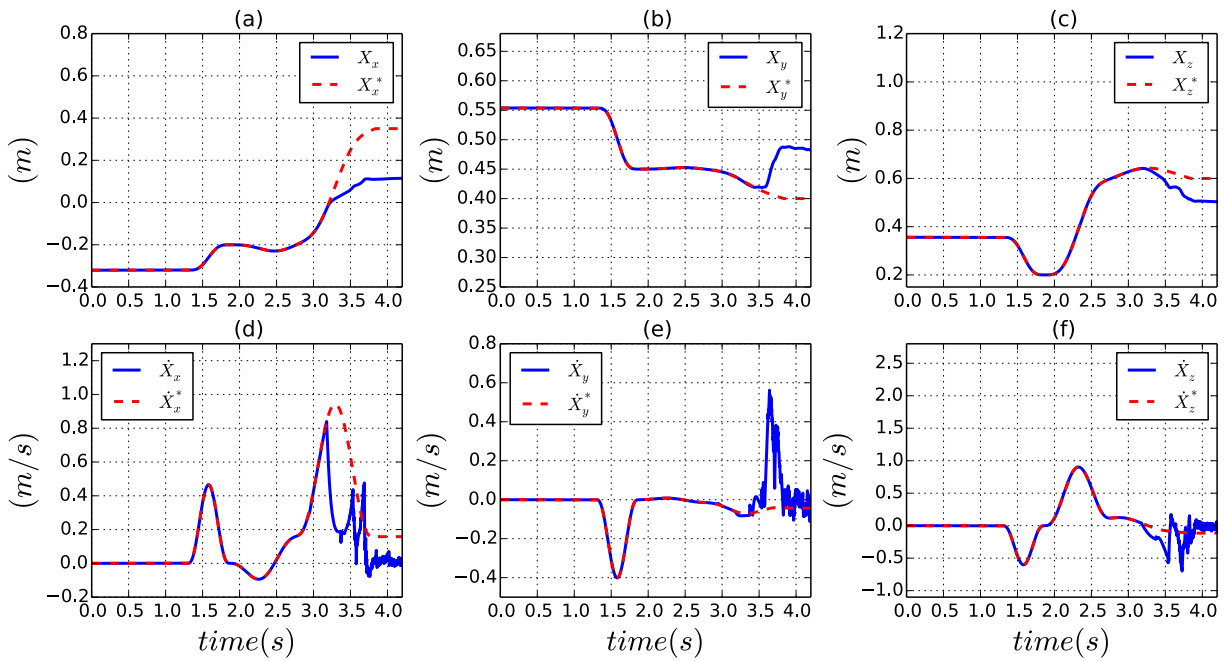 (a) (b) (c)
0.8 0.6 0.4 0.2 0.0 −0.2 −0.4
(m)
X_x
X_x^*
0.0 0.5 1.0 1.5 2.0 2.5 3.0 3.5 4.0
0.65 0.60 0.55 0.50 0.45 0.40 0.35 0.30 0.25
(m)
X_y
X_y^*
0.0 0.5 1.0 1.5 2.0 2.5 3.0 3.5 4.0
1.2 1.0 0.8 0.6 0.4 0.2
(m)
X_z
X_z^*
0.0 0.5 1.0 1.5 2.0 2.5 3.0 3.5 4.0
(d) (e) (f)
1.2 1.0 0.8 0.6 0.4 0.2 0.0 −0.2
(m/s)
Ẋ_x
Ẋ_x^*
0.0 0.5 1.0 1.5 2.0 2.5 3.0 3.5 4.0
time(s)
0.8 0.6 0.4 0.2 0.0 −0.2 −0.4
(m/s)
Ẋ_y
Ẋ_y^*
0.0 0.5 1.0 1.5 2.0 2.5 3.0 3.5 4.0
time(s)
2.5 2.0 1.5 1.0 0.5 0.0 −0.5 −1.0
(m/s)
Ẋ_z
Ẋ_z^*
0.0 0.5 1.0 1.5 2.0 2.5 3.0 3.5 4.0
time(s)